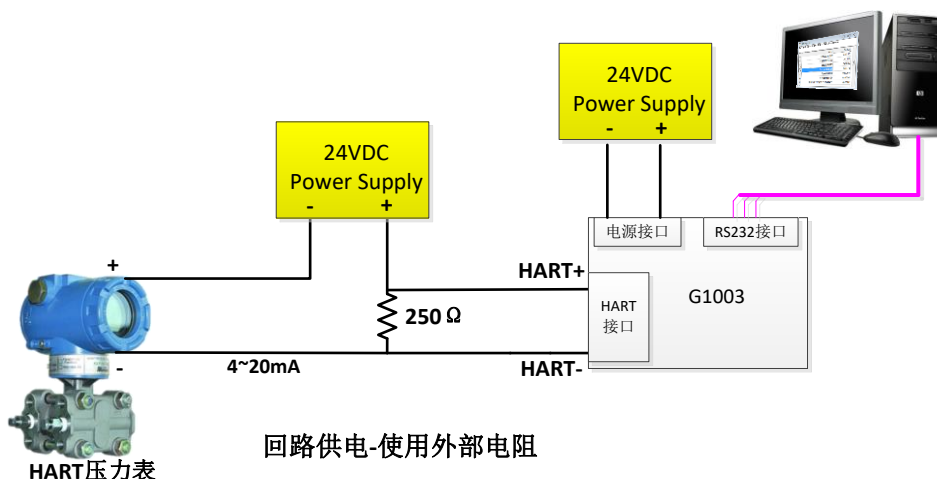 24VDC
Power Supply
- +
24VDC
Power Supply
- +
电源接口
RS232接口
HART+
G1003
HART
接口
+
250 Ω
-
4~20mA
HART-
回路供电-使用外部电阻
HART压力表